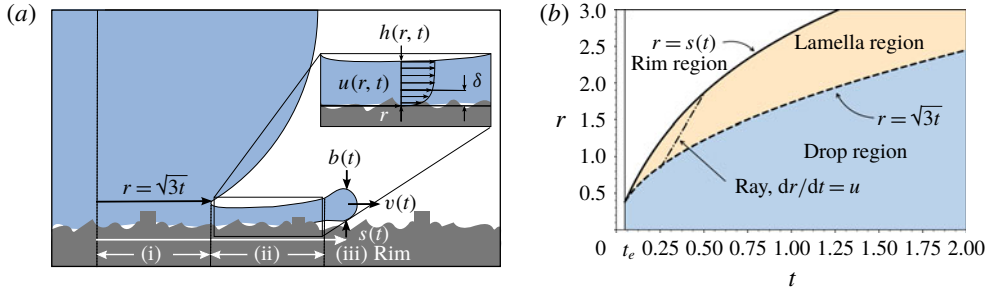 (a)
h(r, t)
u(r, t)
δ
r
b(t)
r = √3t
v(t)
s(t)
(i)
(ii)
(iii) Rim
(b)
3.0
2.5
2.0
1.5
1.0
0.5
0
r
r = s(t)
Rim region
Lamella region
r = √3t
Drop region
Ray, dr/dt = u
t_e
0.25
0.50
0.75
1.00
1.25
1.50
1.75
2.00
t